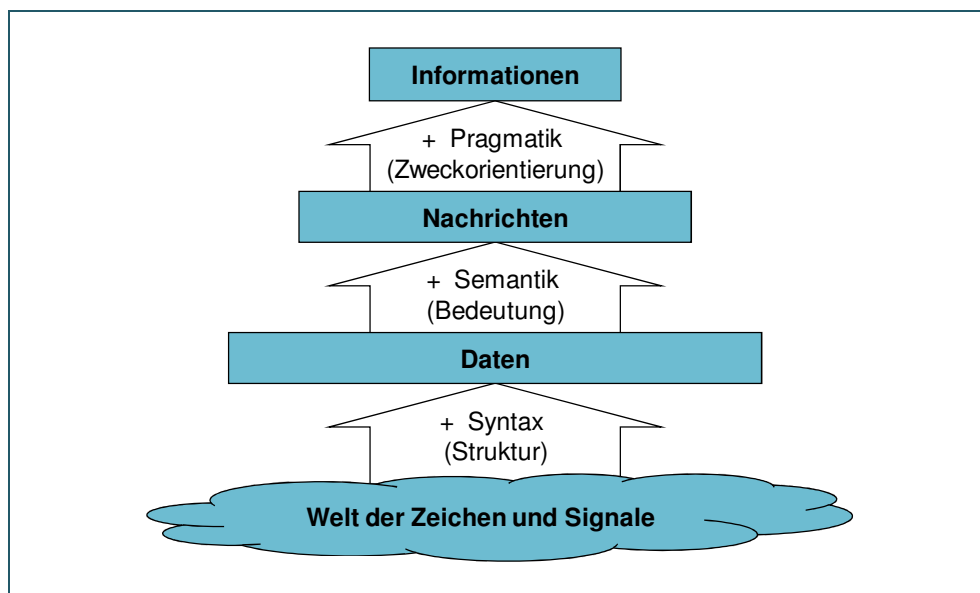 Informationen
+ Pragmatik
(Zweckorientierung)
Nachrichten
+ Semantik
(Bedeutung)
Daten
+ Syntax
(Struktur)
Welt der Zeichen und Signale